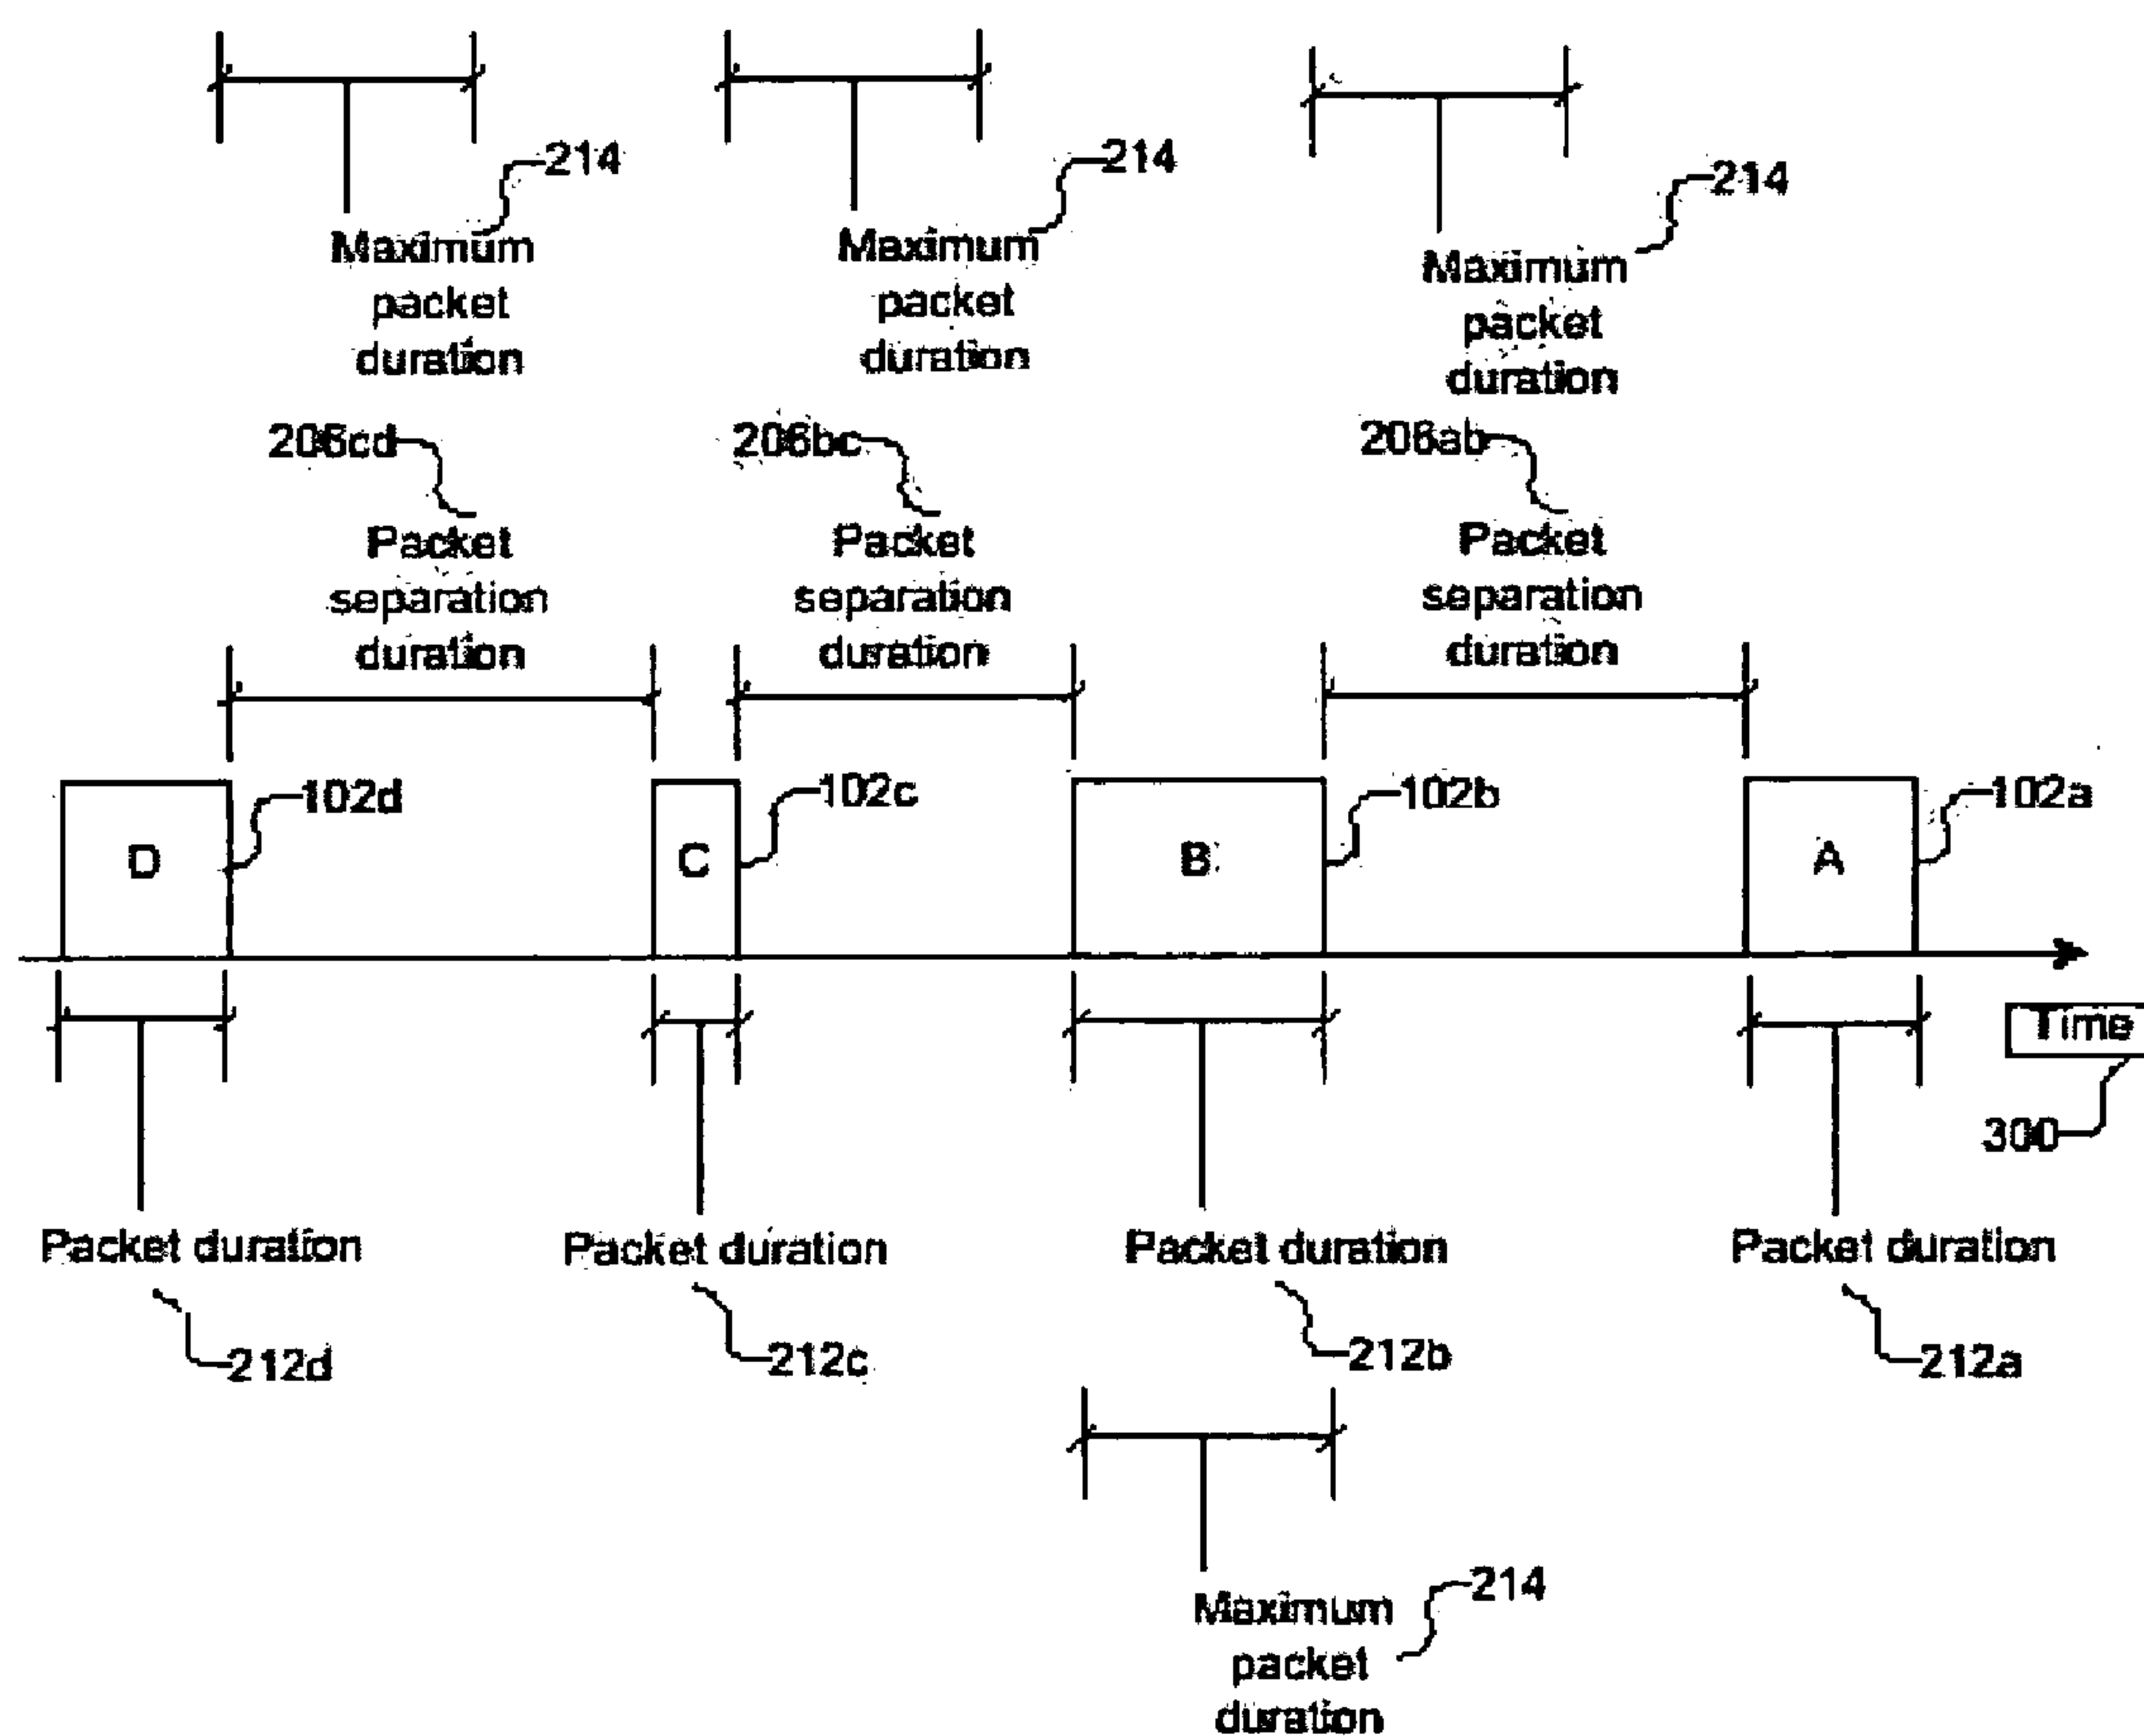 214
214
214
Maximum
packet
duration
Maximum
packet
duration
Maximum
packet
duration
206cd
206bc
206ab
Packet
separation
duration
Packet
separation
duration
Packet
separation
duration
102d
102c
102b
102a
D
C
B
A
Time
300
Packet duration
Packet duration
Packet duration
Packet duration
212d
212c
212b
212a
214
Maximum
packet
duration